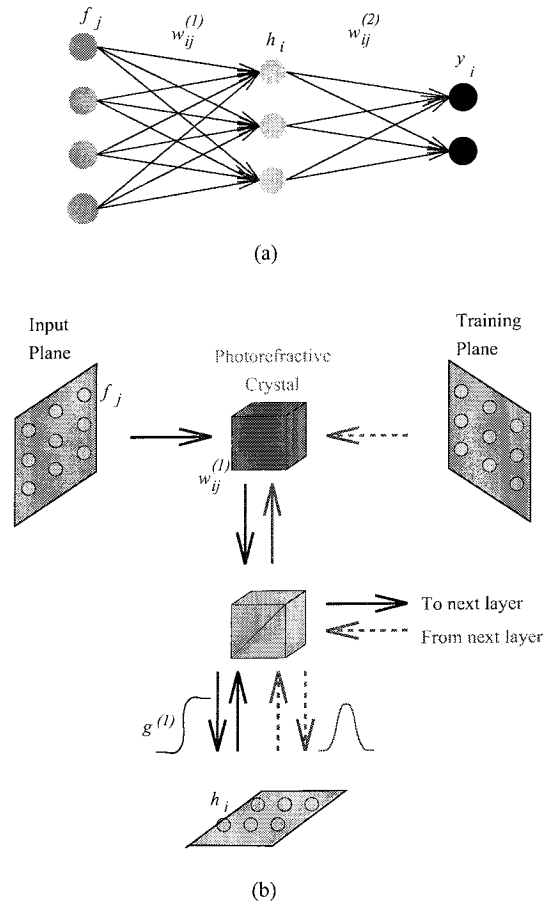 f j
w ij (1)
h i
w ij (2)
y i
(a)
Input
Plane
Training
Plane
Photorefractive
Crystal
f j
w ij (1)
To next layer
From next layer
g (1)
h i
(b)